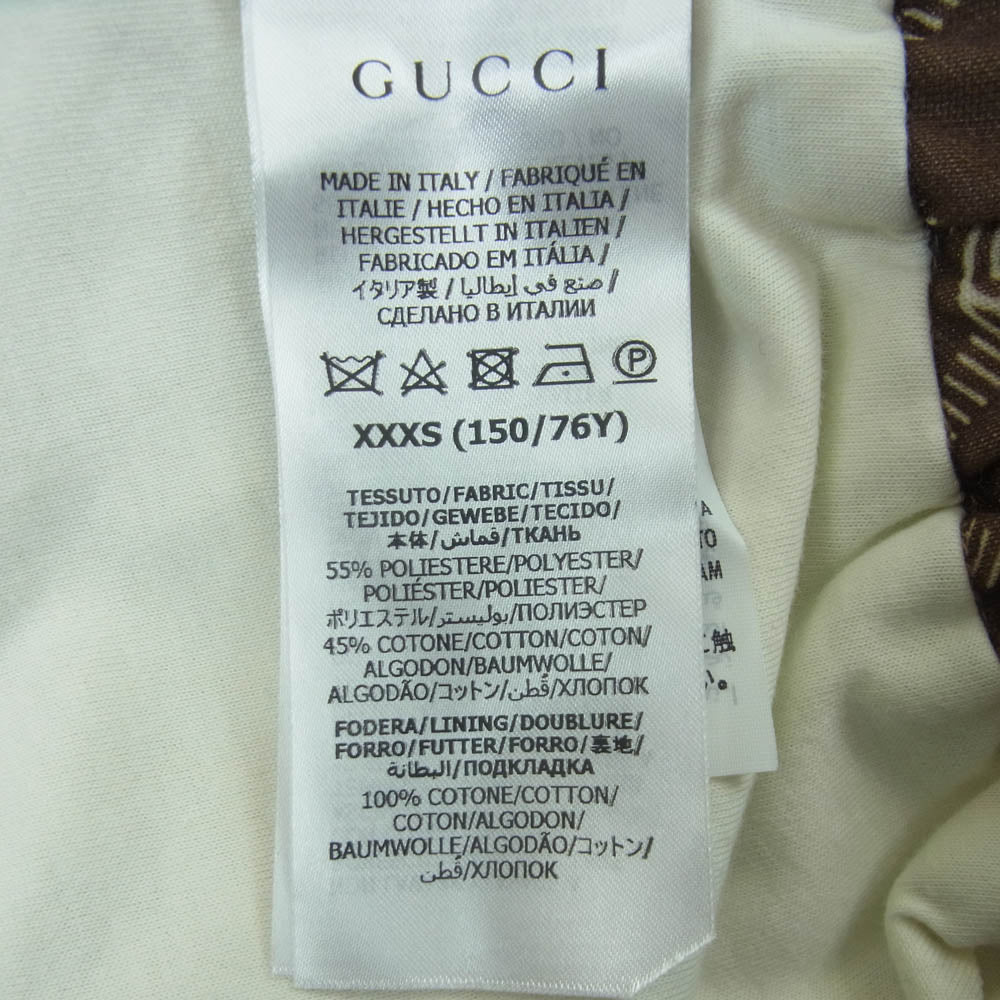 GUCCI
MADE IN ITALY / FABRIQUÉ EN
ITALIE / HECHO EN ITALIA /
HERGESTELLT IN ITALIEN /
FABRICADO EM ITÁLIA /
イタリア製 / صنع في إيطاليا /
СДЕЛАНО В ИТАЛИИ
P
XXXS (150/76Y)
TESSUTO/FABRIC/TISSU/
TEJIDO/GEWEBE/TECIDO/
本体/قماش/ТКАНЬ
55% POLIESTERE/POLYESTER/
POLIÉSTER/POLIESTER/
ポリエステル/بوليستر/ПОЛИЭСТЕР
45% COTONE/COTTON/COTON/
ALGODON/BAUMWOLLE/
ALGODÃO/コットン/قُطن/ХЛОПОК
FODERA/LINING/DOUBLURE/
FORRO/FUTTER/FORRO/裏地/
البطانة/ПОДКЛАДКА
100% COTONE/COTTON/
COTON/ALGODON/
BAUMWOLLE/ALGODÃO/コットン/
قُطن/ХЛОПОК